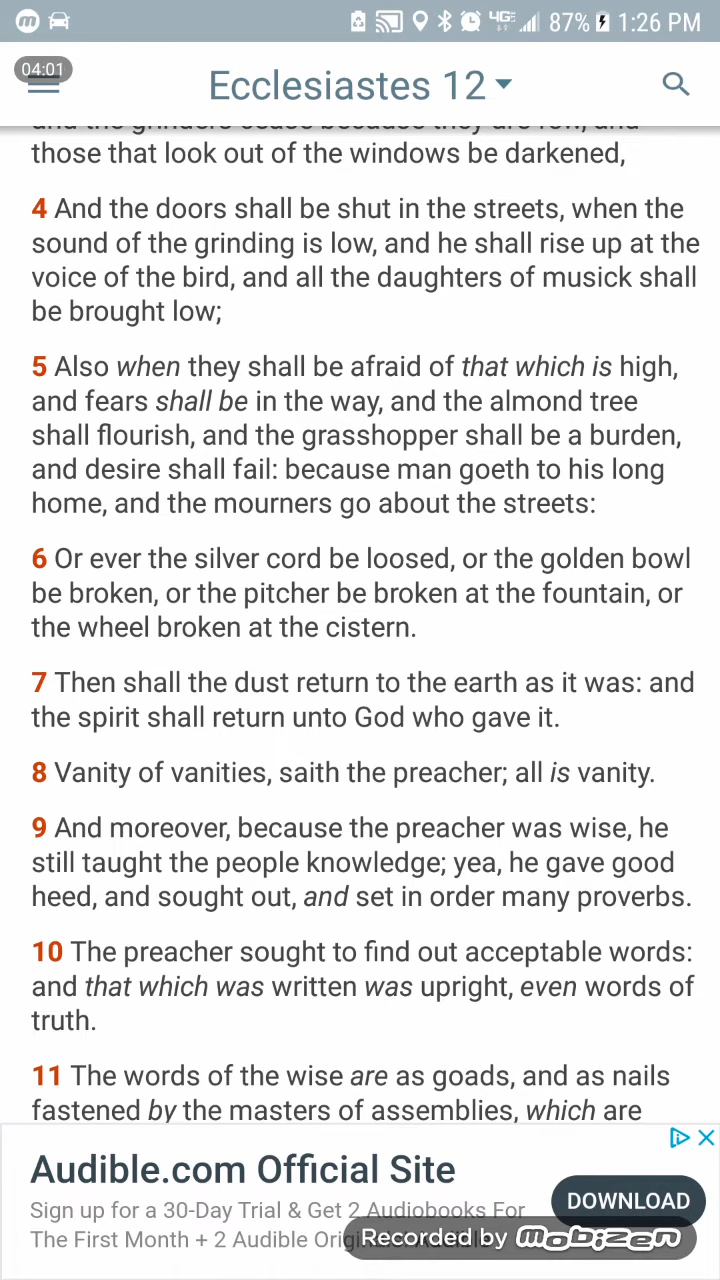 m 4GE 87% 1:26 PM
04:01
Ecclesiastes 12
and the grinders cease because they are few, and
those that look out of the windows be darkened,
4 And the doors shall be shut in the streets, when the
sound of the grinding is low, and he shall rise up at the
voice of the bird, and all the daughters of musick shall
be brought low;
5 Also when they shall be afraid of that which is high,
and fears shall be in the way, and the almond tree
shall flourish, and the grasshopper shall be a burden,
and desire shall fail: because man goeth to his long
home, and the mourners go about the streets:
6 Or ever the silver cord be loosed, or the golden bowl
be broken, or the pitcher be broken at the fountain, or
the wheel broken at the cistern.
7 Then shall the dust return to the earth as it was: and
the spirit shall return unto God who gave it.
8 Vanity of vanities, saith the preacher; all is vanity.
9 And moreover, because the preacher was wise, he
still taught the people knowledge; yea, he gave good
heed, and sought out, and set in order many proverbs.
10 The preacher sought to find out acceptable words:
and that which was written was upright, even words of
truth.
11 The words of the wise are as goads, and as nails
fastened by the masters of assemblies, which are
Audible.com Official Site
Sign up for a 30-Day Trial & Get 2 Audiobooks For
The First Month + 2 Audible
DOWNLOAD
Recorded by Mobizen